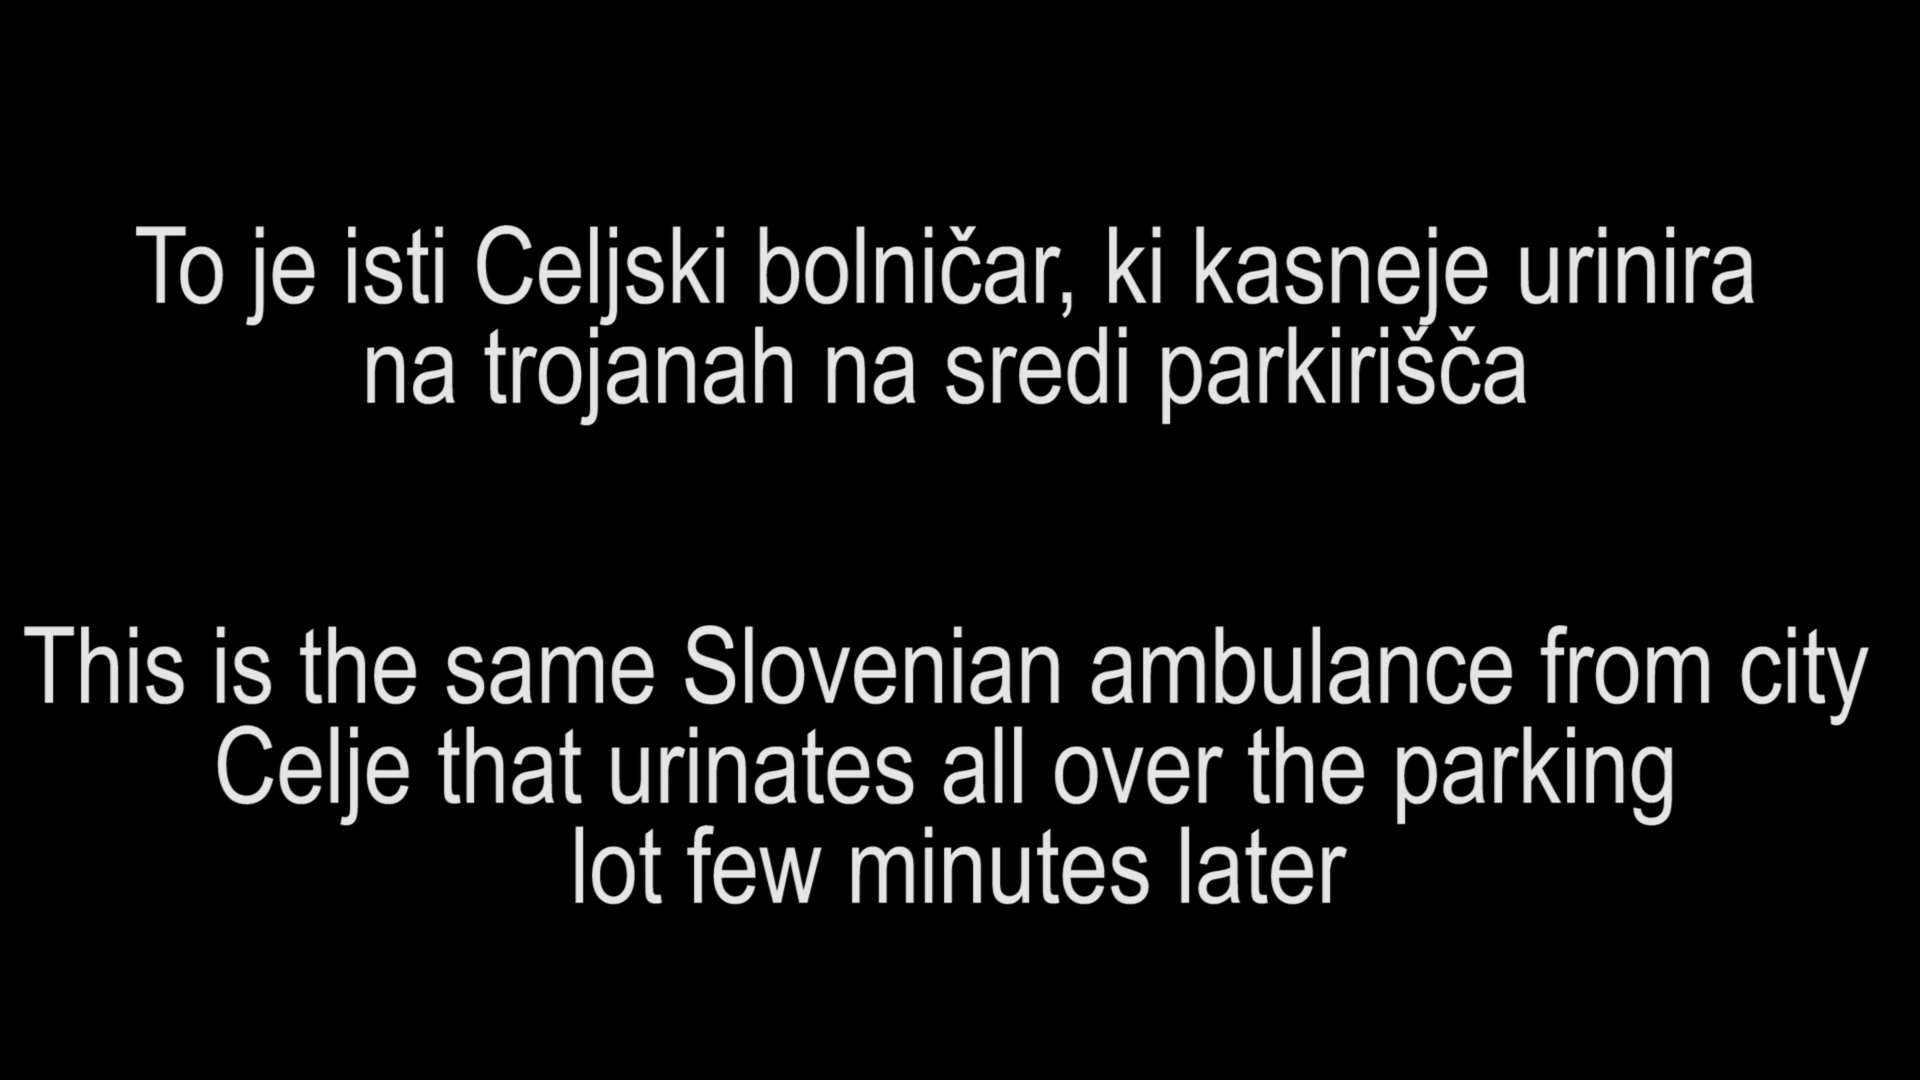 To je isti Celjski bolničar, ki kasneje urinira
na trojanah na sredi parkirišča
This is the same Slovenian ambulance from city
Celje that urinates all over the parking
lot few minutes later